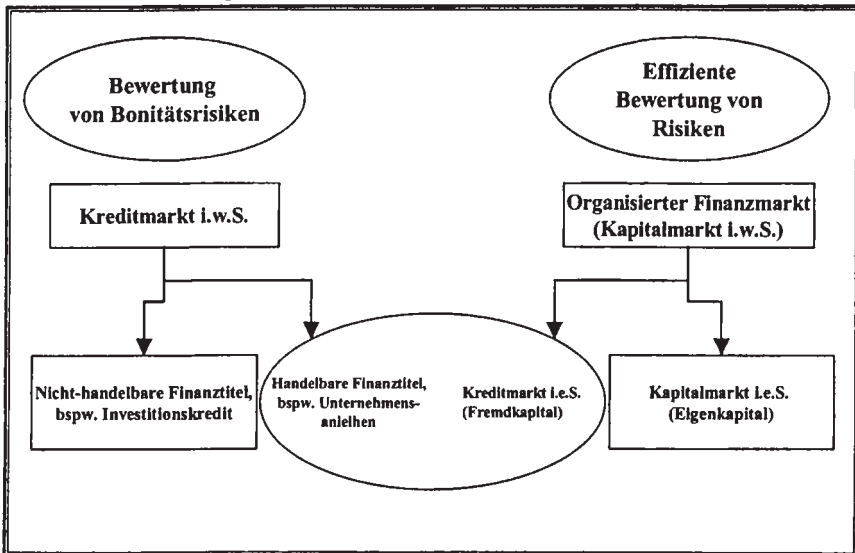 Bewertung
von Bonitätsrisiken
Effiziente
Bewertung von
Risiken
Kreditmarkt i.w.S.
Organisierter Finanzmarkt
(Kapitalmarkt i.w.S.)
Nicht-handelbare Finanztitel,
bspw. Investitionskredit
Handelbare Finanztitel,
bspw. Unternehmens-
anleihen
Kreditmarkt i.e.S.
(Fremdkapital)
Kapitalmarkt i.e.S.
(Eigenkapital)